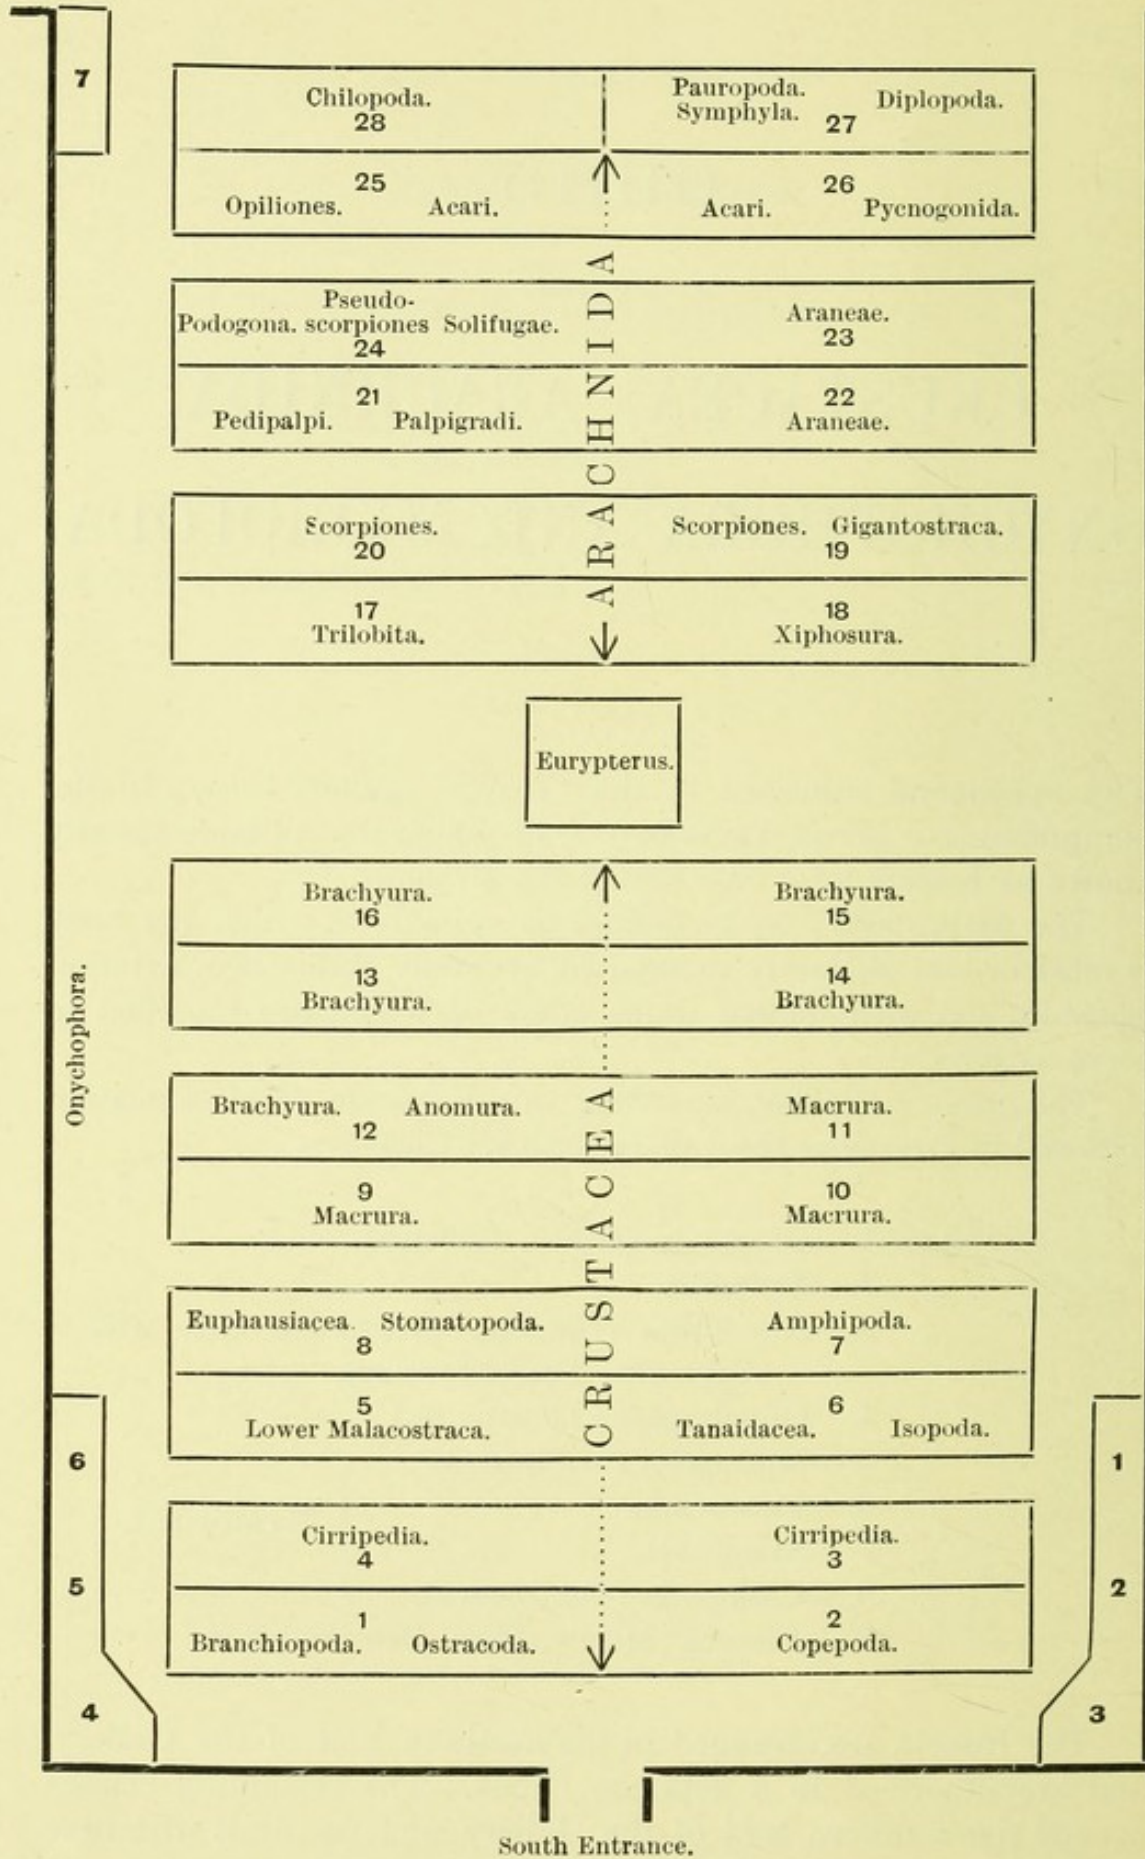 7
Chilopoda.
28
Pauropoda.
Symphyla.
Diplopoda.
27
25
Opiliones. Acari.
26
Acari. Pycnogonida.
Pseudo-
Podogona. scorpiones Solifugae.
24
Araneae.
23
21
Pedipalpi. Palpigradi.
22
Araneae.
ARACHNIDA
Scorpiones.
20
Scorpiones. Gigantostraca.
19
17
Trilobita.
18
Xiphosura.
Eurypterus.
Brachyura.
16
Brachyura.
15
13
Brachyura.
14
Brachyura.
Onychophora.
Brachyura. Anomura.
12
Macrura.
11
9
Macrura.
10
Macrura.
CRUSTACEA
Euphausiacea. Stomatopoda.
8
Amphipoda.
7
5
Lower Malacostraca.
6
Tanaidacea. Isopoda.
6
1
Cirripedia.
4
Cirripedia.
3
5
2
1
Branchiopoda. Ostracoda.
2
Copepoda.
4
3
South Entrance.